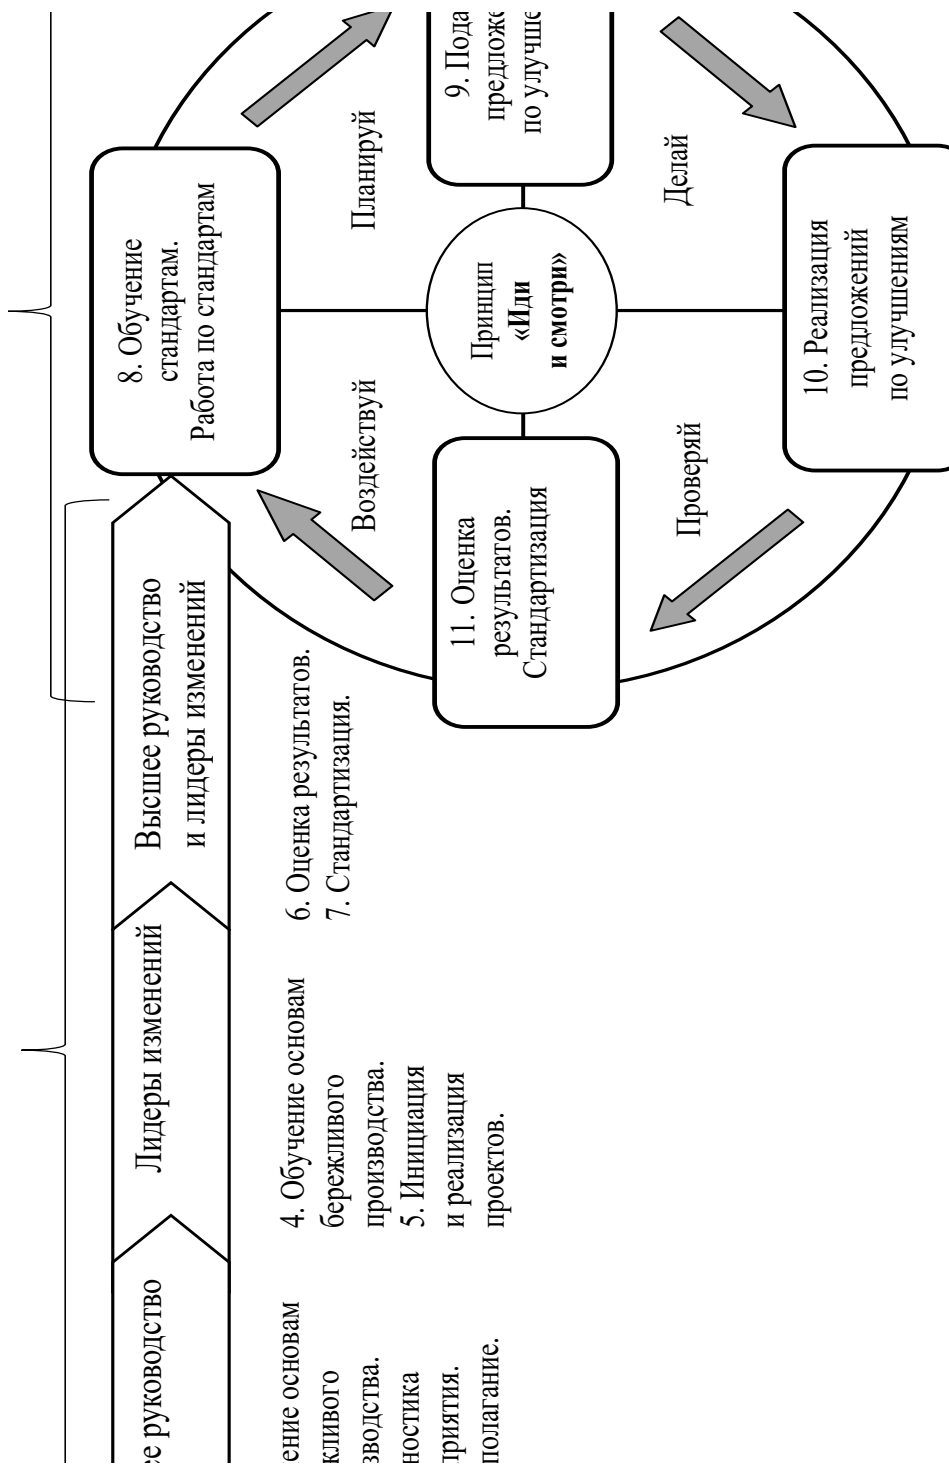 ее руководство
Лидеры изменений
Высшее руководство
и лидеры изменений
ение основам
кливого
зводства.
ностика
приятия.
полагание.
4. Обучение основам
бережливого
производства.
5. Инициация
и реализация
проектов.
6. Оценка результатов.
7. Стандартизация.
8. Обучение
стандартам.
Работа по стандартам
Воздействуй
Планируй
11. Оценка
результатов.
Стандартизация
Принцип
«Иди
и смотри»
9. Пода
предложе
по улучше
Проверяй
Делай
10. Реализация
предложений
по улучшениям